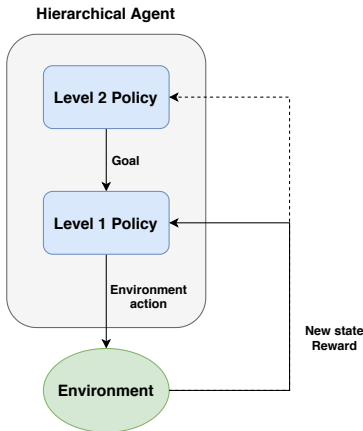 Hierarchical Agent
Level 2 Policy
Goal
Level 1 Policy
Environment
action
New state
Reward
Environment